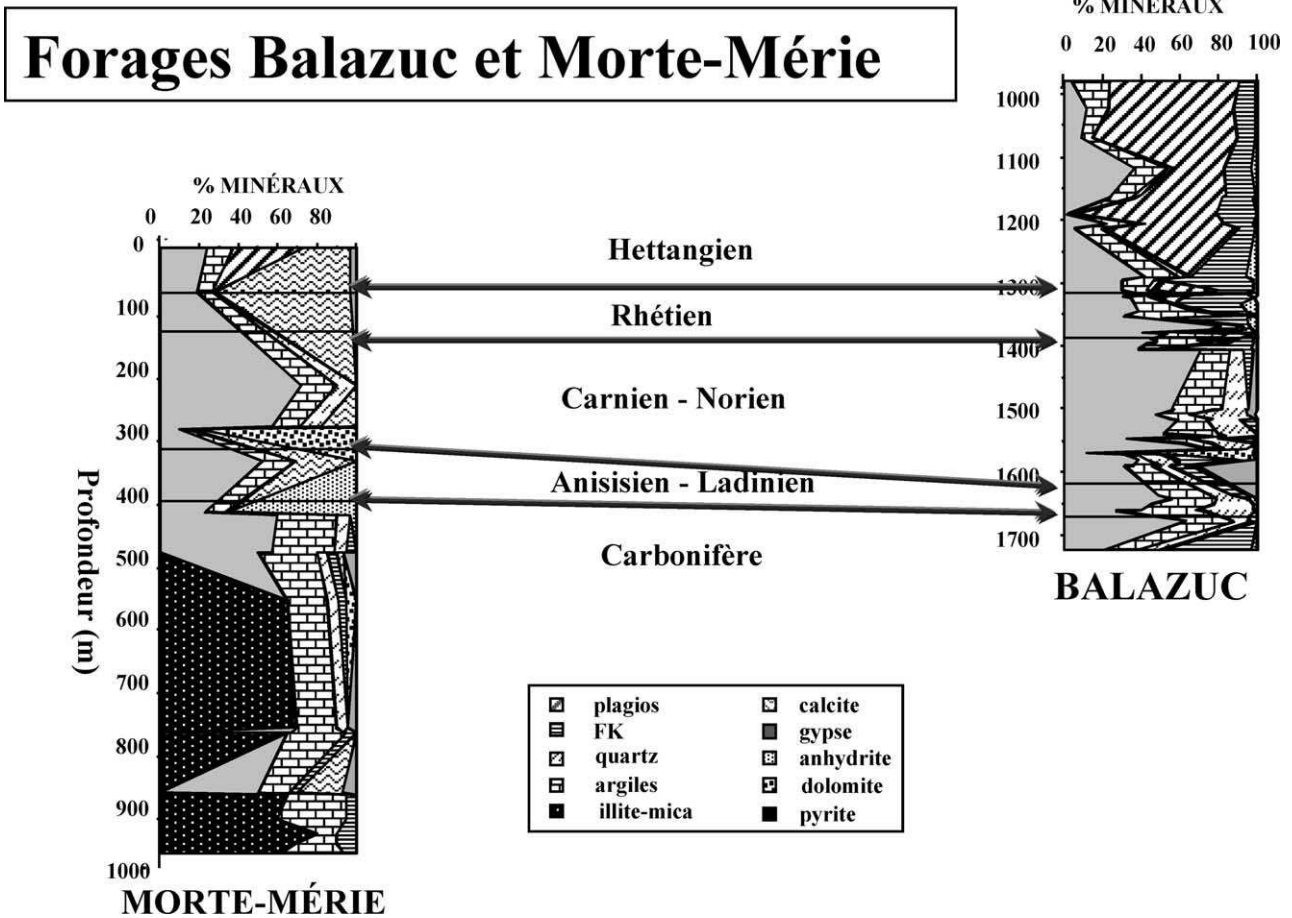 Forages Balazuc et Morte-Mérie
% MINÉRAUX
0 20 40 60 80 100
1000
1100
1200
1300
1400
1500
1600
1700
BALAZUC
% MINÉRAUX
0 20 40 60 80
0
100
200
300
400
500
600
700
800
900
1000
Profondeur (m)
MORTE-MÉRIE
Hettangien
Rhétien
Carnien - Norien
Anisisien - Ladinien
Carbonifère
plagios
FK
quartz
argiles
illite-mica
calcite
gypse
anhydrite
dolomite
pyrite